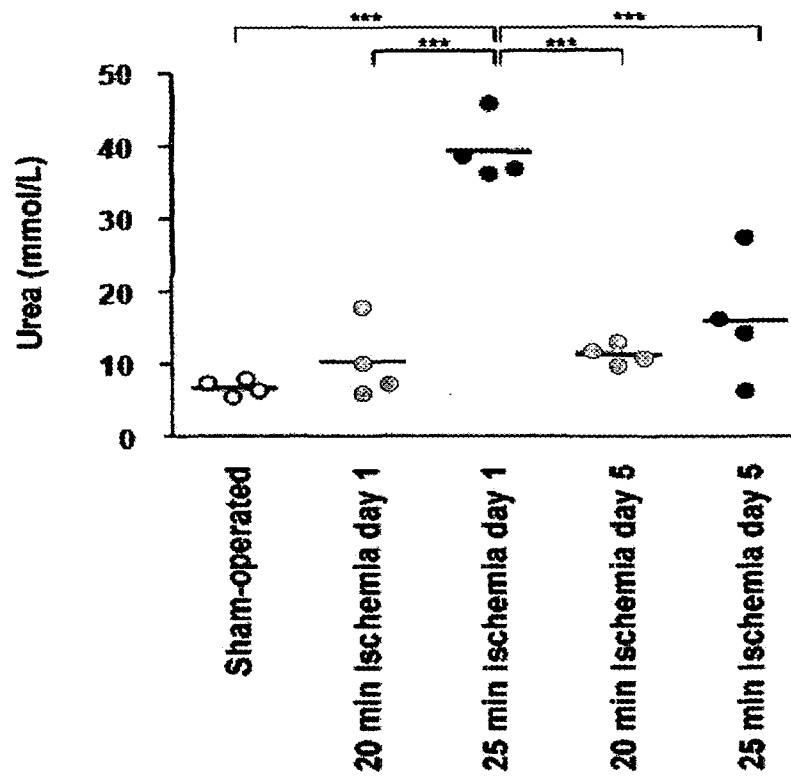 *** ***
*** ***
50
40
30
20
10
0
Urea (mmol/L)
Sham-operated
20 min Ischemia day 1
25 min Ischemia day 1
20 min Ischemia day 5
25 min Ischemia day 5